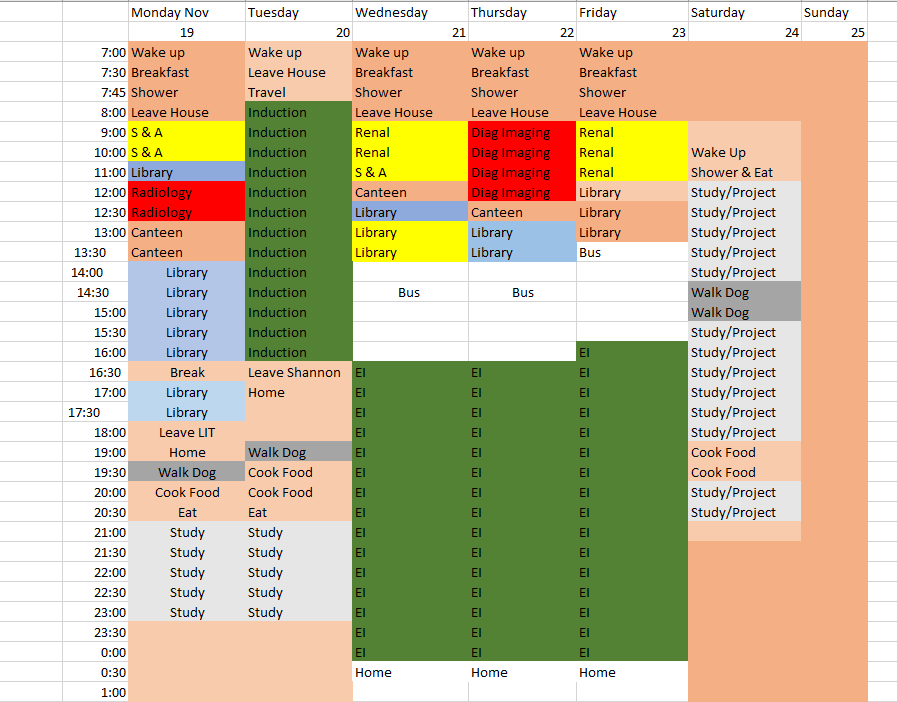 Monday Nov Tuesday Wednesday Thursday Friday Saturday Sunday
19 20 21 22 23 24 25
7:00 Wake up Wake up Wake up Wake up Wake up
7:30 Breakfast Leave House Breakfast Breakfast Breakfast
7:45 Shower Travel Shower Shower Shower
8:00 Leave House Induction Leave House Leave House Leave House
9:00 S & A Induction Renal Diag Imaging Renal
10:00 S & A Induction Renal Diag Imaging Renal Wake Up
11:00 Library Induction S & A Diag Imaging Renal Shower & Eat
12:00 Radiology Induction Canteen Diag Imaging Library Study/Project
12:30 Radiology Induction Library Canteen Library Study/Project
13:00 Canteen Induction Library Library Library Study/Project
13:30 Canteen Induction Library Library Bus Study/Project
14:00 Library Induction Study/Project
14:30 Library Induction Bus Bus Walk Dog
15:00 Library Induction Walk Dog
15:30 Library Induction Study/Project
16:00 Library Induction EI Study/Project
16:30 Break Leave Shannon EI EI EI Study/Project
17:00 Library Home EI EI EI Study/Project
17:30 Library EI EI EI Study/Project
18:00 Leave LIT EI EI EI Study/Project
19:00 Home Walk Dog EI EI EI Cook Food
19:30 Walk Dog Cook Food EI EI EI Cook Food
20:00 Cook Food Cook Food EI EI EI Study/Project
20:30 Eat Eat EI EI EI Study/Project
21:00 Study Study EI EI EI
21:30 Study Study EI EI EI
22:00 Study Study EI EI EI
22:30 Study Study EI EI EI
23:00 Study Study EI EI EI
23:30 EI EI EI
0:00 EI EI EI
0:30 Home Home Home
1:00